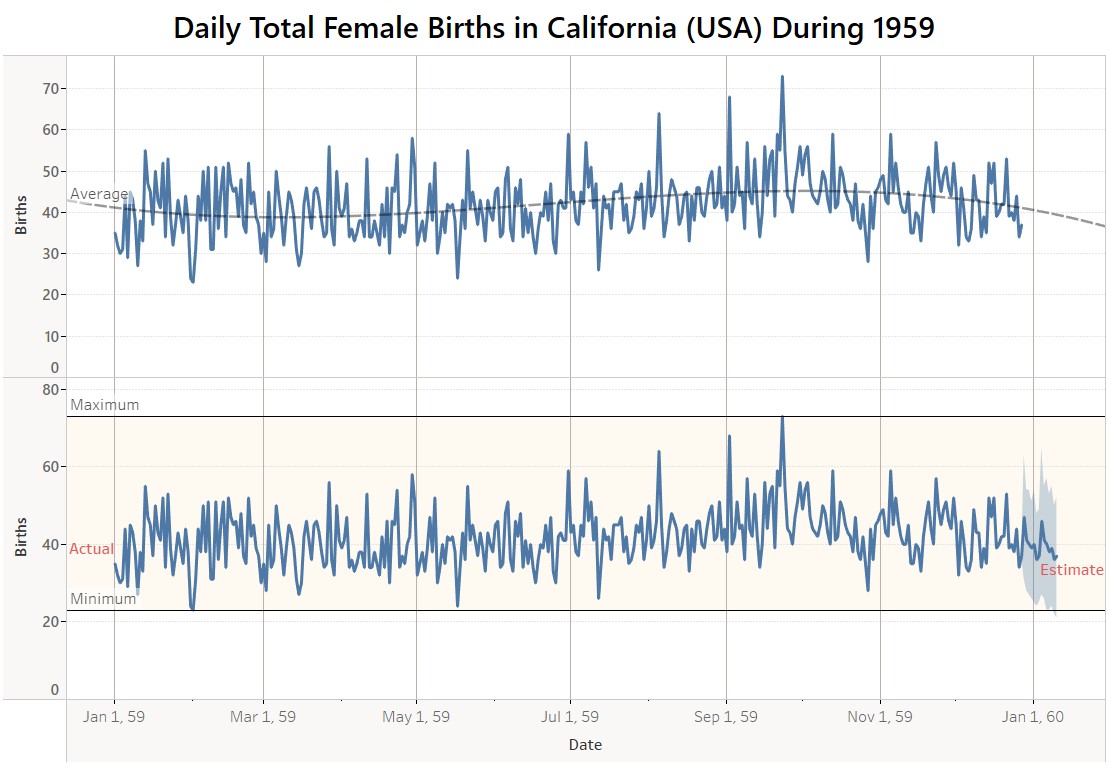 Daily Total Female Births in California (USA) During 1959
70
60
50
Average
40
30
20
10
0
Births
80
Maximum
60
40
Actual
Estimate
Minimum
20
0
Births
Jan 1, 59
Mar 1, 59
May 1, 59
Jul 1, 59
Sep 1, 59
Nov 1, 59
Jan 1, 60
Date